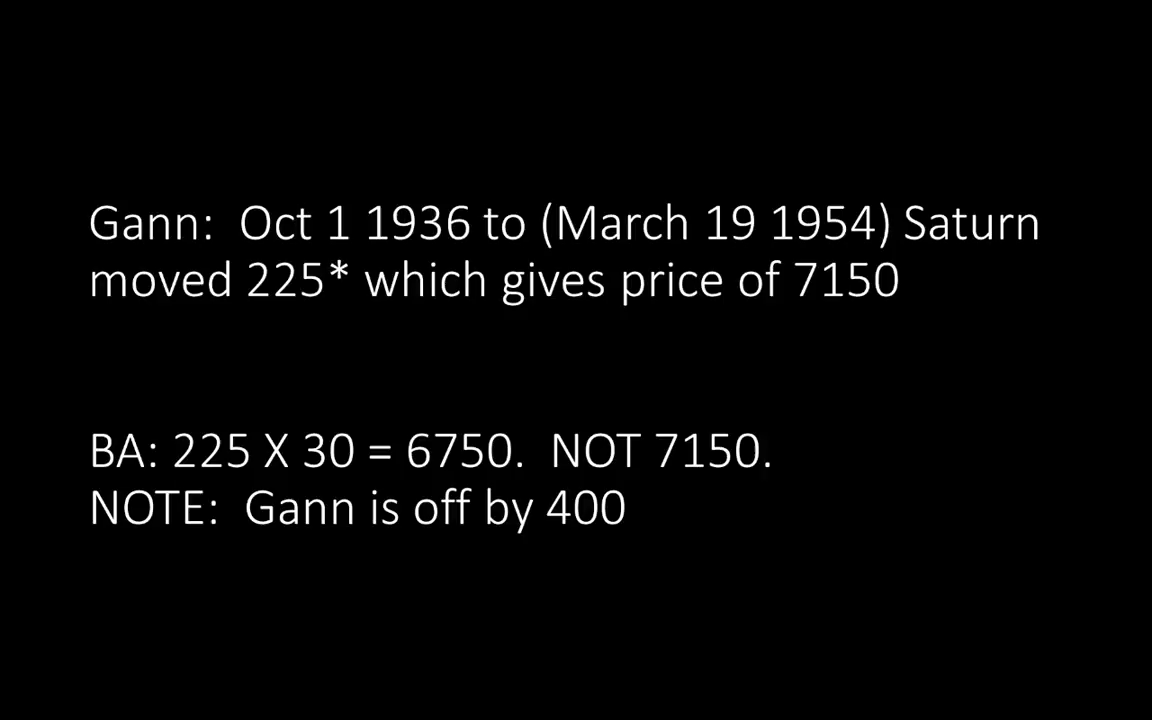 Gann:  Oct 1 1936 to (March 19 1954) Saturn
moved 225* which gives price of 7150
BA: 225 X 30 = 6750.  NOT 7150.
NOTE:  Gann is off by 400